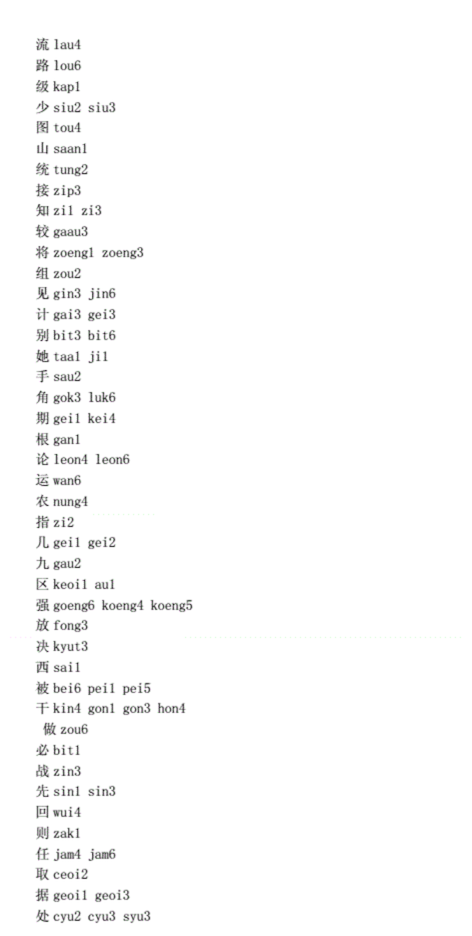 流 lau4
路 lou6
级 kap1
少 siu2 siu3
图 tou4
山 saan1
统 tung2
接 zip3
知 zi1 zi3
较 gaau3
将 zoeng1 zoeng3
组 zou2
见 gin3 jin6
计 gai3 gei3
别 bit3 bit6
她 taa1 ji1
手 sau2
角 gok3 luk6
期 gei1 kei4
根 gan1
论 leon4 leon6
运 wan6
农 nung4
指 zi2
几 gei1 gei2
九 gau2
区 keoi1 au1
强 goeng6 koeng4 koeng5
放 fong3
决 kyut3
西 sai1
被 bei6 pei1 pei5
干 kin4 gon1 gon3 hon4
做 zou6
必 bit1
战 zin3
先 sin1 sin3
回 wui4
则 zak1
任 jam4 jam6
取 ceoi2
据 geoi1 geoi3
处 cyu2 cyu3 syu3